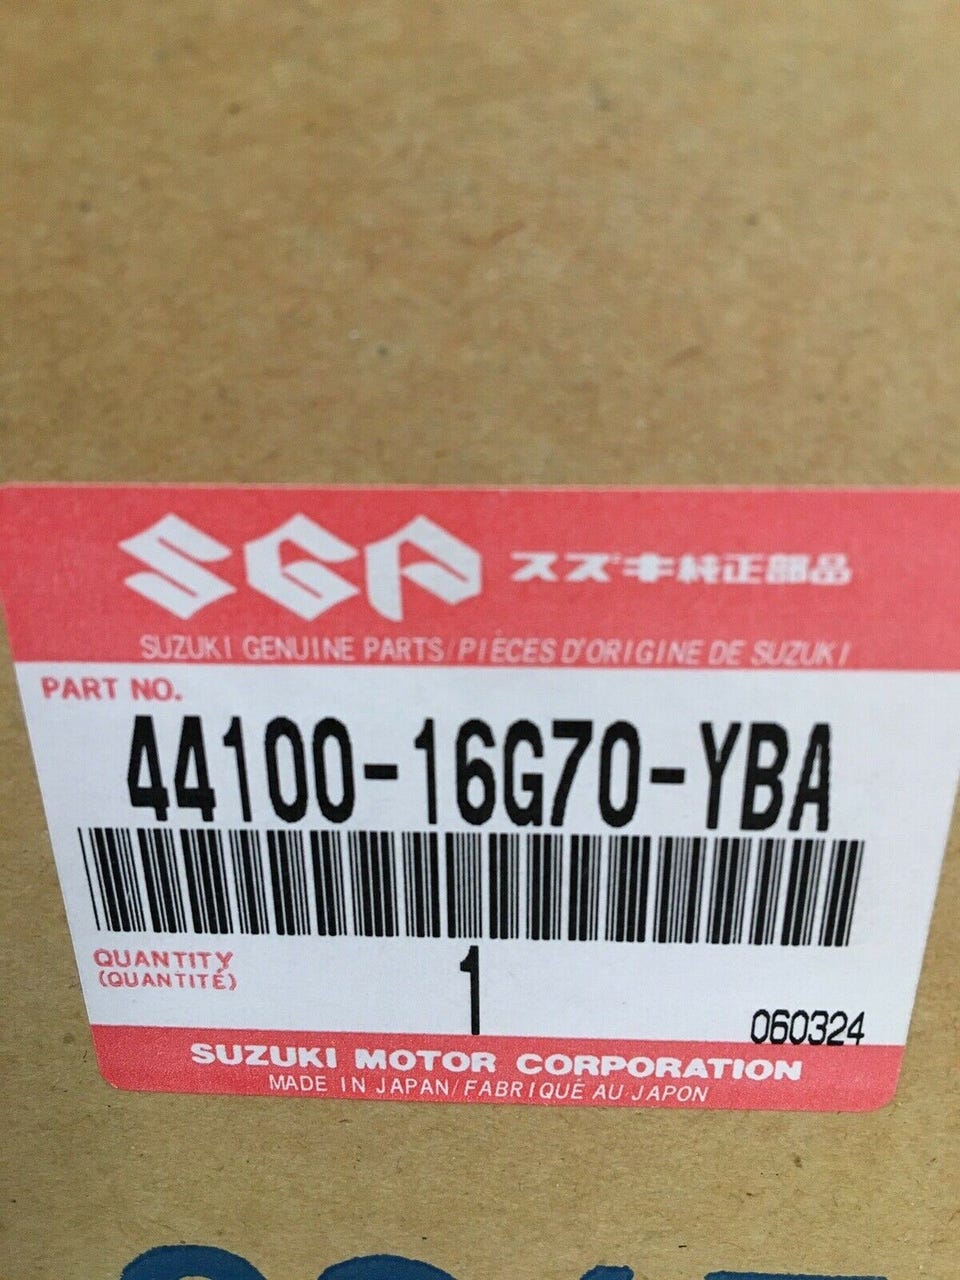 SGP スズキ純正部品
SUZUKI GENUINE PARTS/PIÈCES D'ORIGINE DE SUZUKI
PART NO.
44100-16G70-YBA
QUANTITY
(QUANTITÉ)
1
060324
SUZUKI MOTOR CORPORATION
MADE IN JAPAN/FABRIQUÉ AU JAPON